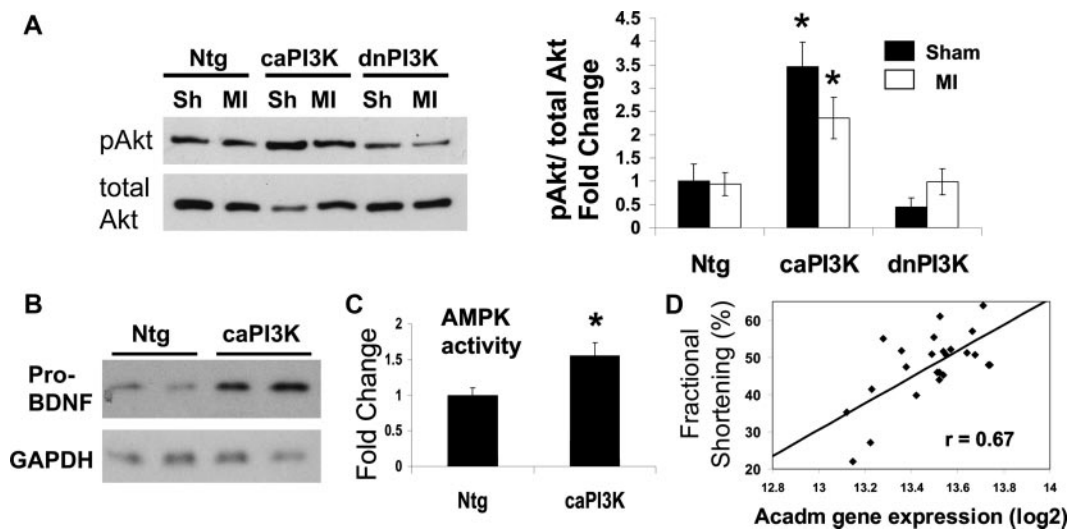 A
Ntg caPI3K dnPI3K
Sh MI Sh MI Sh MI
pAkt
total
Akt
pAkt/ total Akt
Fold Change
4.5
4
3.5
3
2.5
2
1.5
1
0.5
0
* *
Sham
MI
Ntg caPI3K dnPI3K
B
Ntg caPI3K
Pro-
BDNF
GAPDH
C
AMPK
activity
*
Fold Change
2
1.5
1
0.5
0
Ntg caPI3K
D
Fractional
Shortening (%)
60
50
40
30
20
r = 0.67
12.8 13 13.2 13.4 13.6 13.8 14
Acadm gene expression (log2)